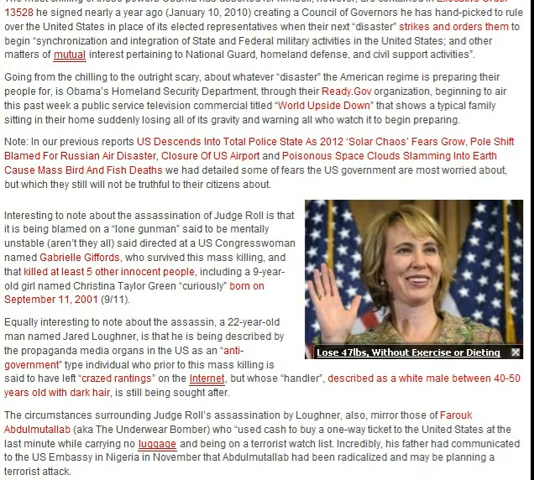 13528 he signed nearly a year ago (January 10, 2010) creating a Council of Governors he has hand-picked to rule
over the United States in place of its elected representatives when their next "disaster" strikes and orders them to
begin "synchronization and integration of State and Federal military activities in the United States; and other
matters of mutual interest pertaining to National Guard, homeland defense, and civil support activities".
Going from the chilling to the outright scary, about whatever "disaster" the American regime is preparing their
people for, is Obama's Homeland Security Department, through their Ready.Gov organization, beginning to air
this past week a public service television commercial titled "World Upside Down" that shows a typical family
sitting in their home suddenly losing all of its gravity and warning all who watch it to begin preparing.
Note: In our previous reports US Descends Into Total Police State As 2012 'Solar Chaos' Fears Grow, Pole Shift
Blamed For Russian Air Disaster, Closure Of US Airport and Poisonous Space Clouds Slamming Into Earth
Cause Mass Bird And Fish Deaths we had detailed some of fears the US government are most worried about,
but which they still will not be truthful to their citizens about.
Interesting to note about the assassination of Judge Roll is that
it is being blamed on a "lone gunman" said to be mentally
unstable (aren't they all) said directed at a US Congresswoman
named Gabrielle Giffords, who survived this mass killing, and
that killed at least 5 other innocent people, including a 9-year-
old girl named Christina Taylor Green "curiously" born on
September 11, 2001 (9/11).
Equally interesting to note about the assassin, a 22-year-old
man named Jared Loughner, is that he is being described by
the propaganda media organs in the US as an "anti-
government" type individual who prior to this mass killing is
said to have left "crazed rantings" on the Internet, but whose "handler", described as a white male between 40-50
years old with dark hair, is still being sought after.
Lose 47lbs, Without Exercise or Dieting
The circumstances surrounding Judge Roll's assassination by Loughner, also, mirror those of Farouk
Abdulmutallab (aka The Underwear Bomber) who "used cash to buy a one-way ticket to the United States at the
last minute while carrying no luggage and being on a terrorist watch list. Incredibly, his father had communicated
to the US Embassy in Nigeria in November that Abdulmutallab had been radicalized and may be planning a
terrorist attack.